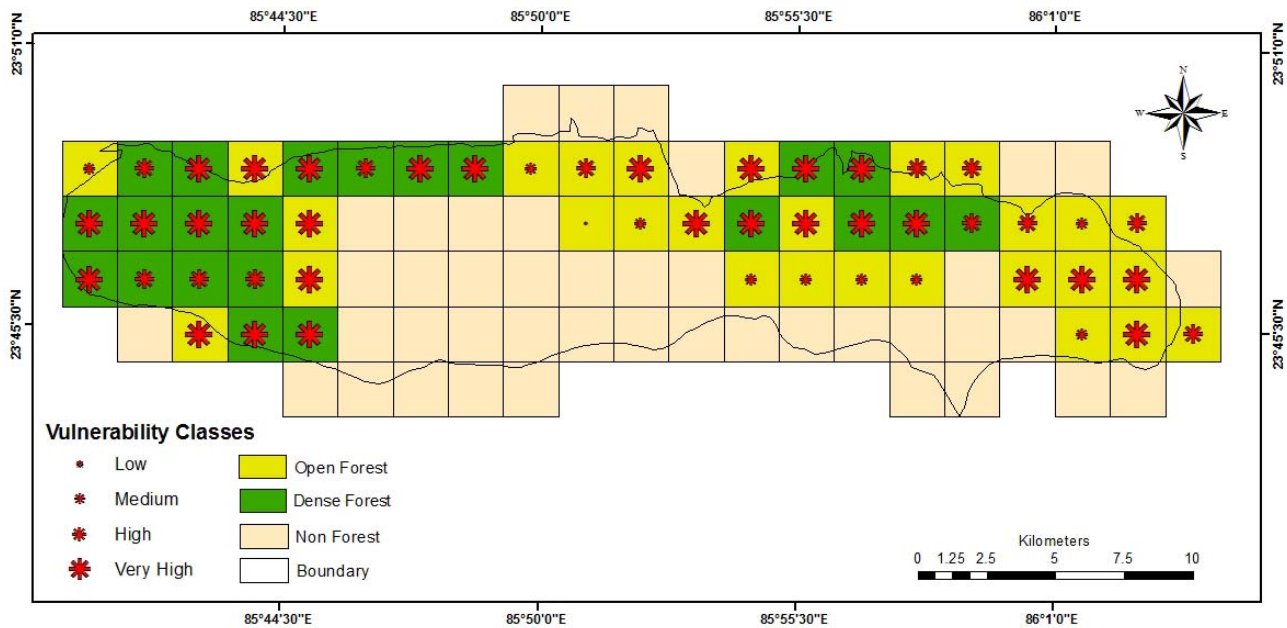 85°44'30"E 85°50'0"E 85°55'30"E 86°1'0"E
23°51'0"N 23°51'0"N
N
W E
S
23°45'30"N 23°45'30"N
Vulnerability Classes
Low Open Forest
Medium Dense Forest
High Non Forest
Very High Boundary
Kilometers
0 1.25 2.5 5 7.5 10
85°44'30"E 85°50'0"E 85°55'30"E 86°1'0"E